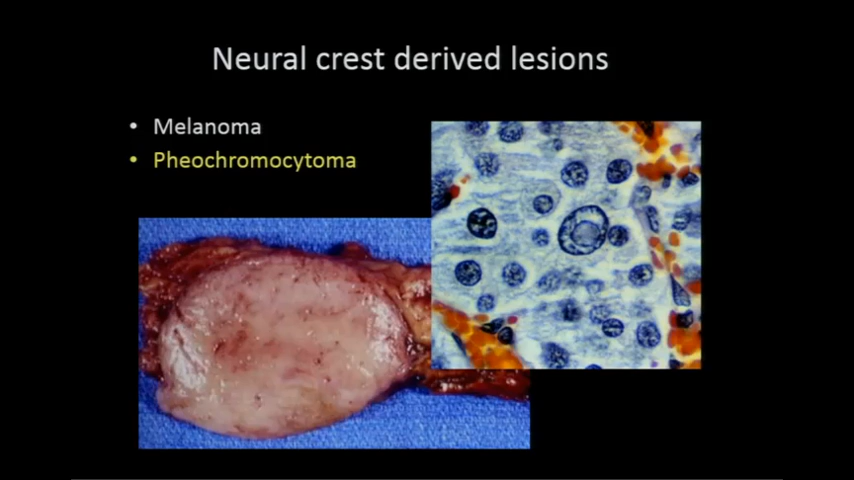 Neural crest derived lesions
• Melanoma
• Pheochromocytoma